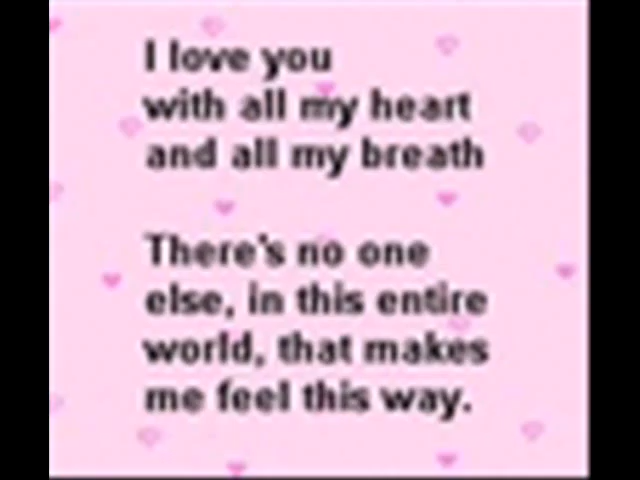 I love you
with all my heart
and all my breath
There's no one
else, in this entire
world, that makes
me feel this way.